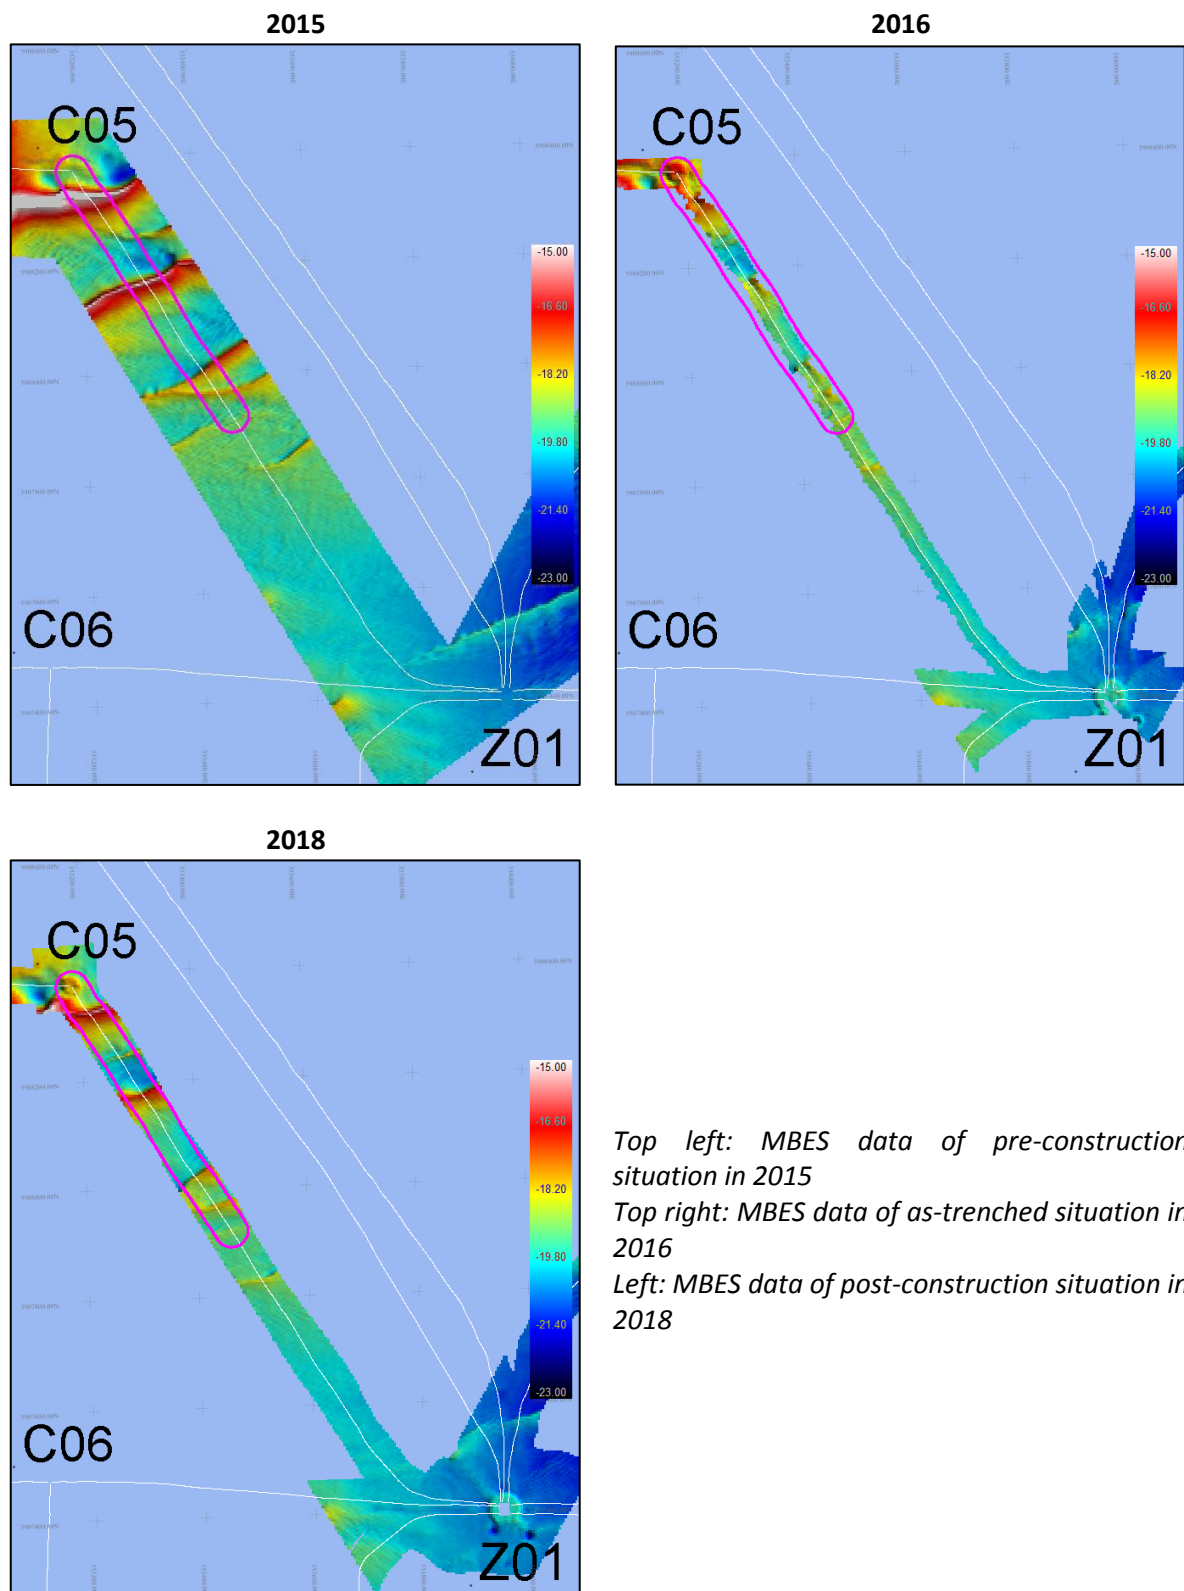 2015
2016
C05
-15.00
-16.60
-18.20
-19.80
-21.40
-23.00
C06
Z01
C05
-15.00
-16.60
-18.20
-19.80
-21.40
-23.00
C06
Z01
2018
C05
-15.00
-16.60
-18.20
-19.80
-21.40
-23.00
C06
Z01
Top left: MBES data of pre-construction
situation in 2015
Top right: MBES data of as-trenched situation in
2016
Left: MBES data of post-construction situation in
2018